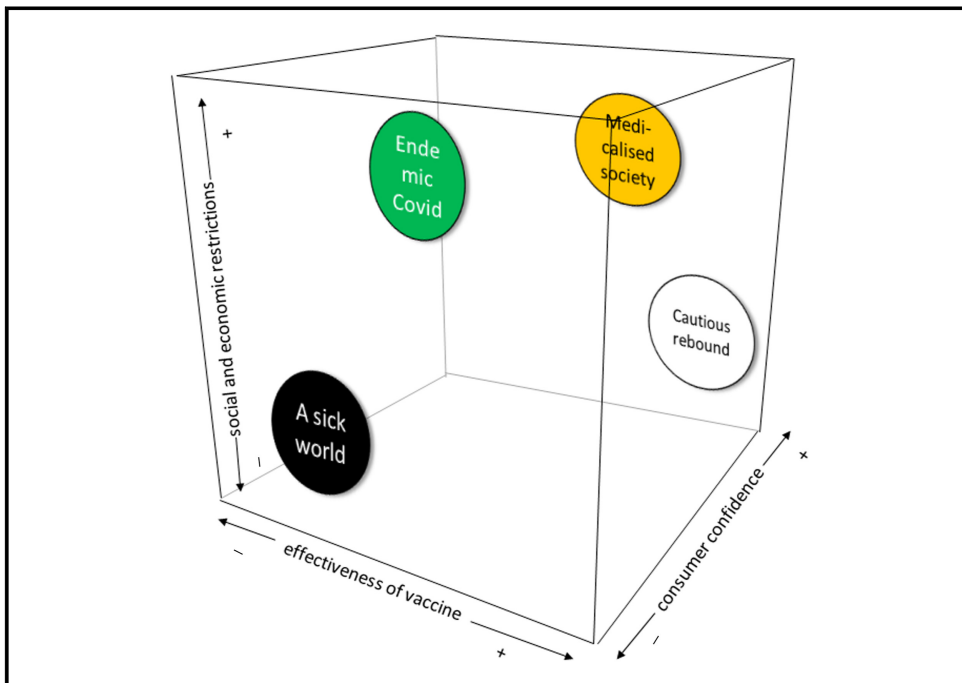 Ende
mic
Covid
Medi-
calised
society
+
social and economic restrictions
–
Cautious
rebound
A sick
world
–
effectiveness of vaccine
+
–
consumer confidence
+